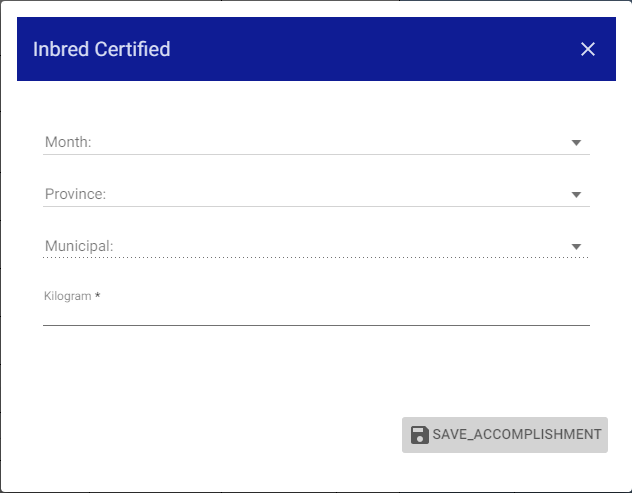 Inbred Certified
Month:
Province:
Municipal:
Kilogram *
SAVE_ACCOMPLISHMENT